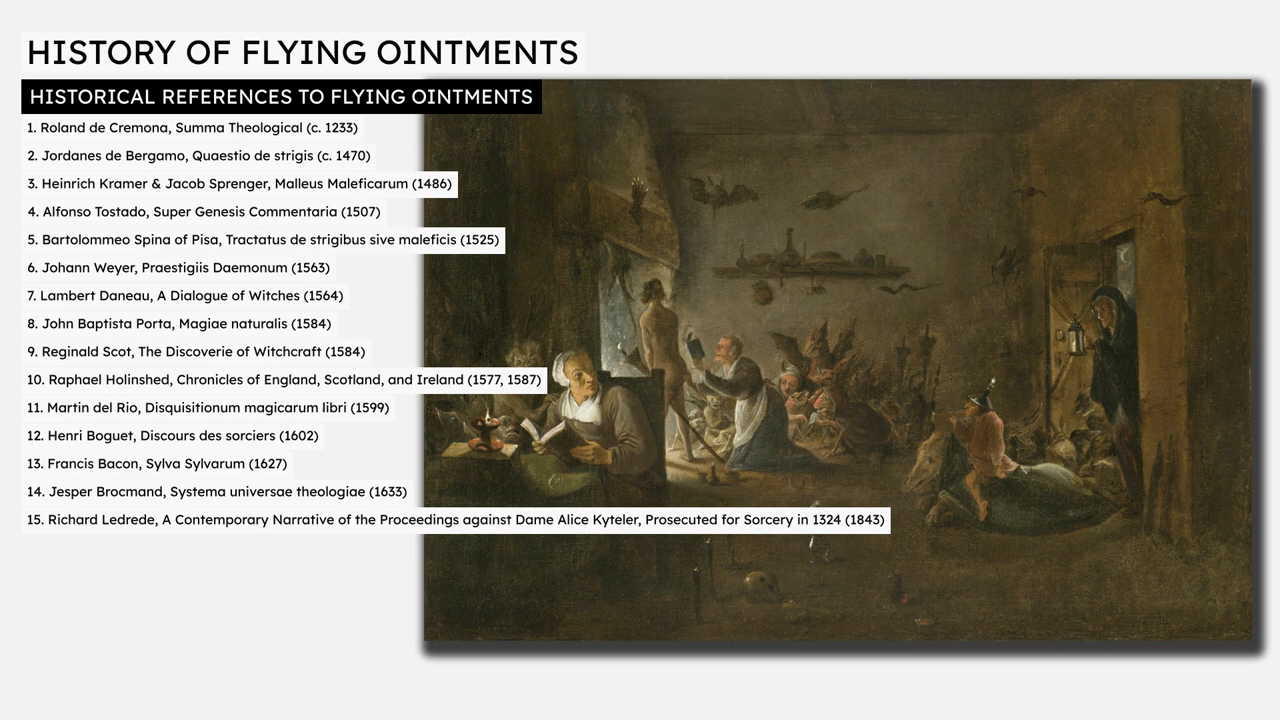 HISTORY OF FLYING OINTMENTS
HISTORICAL REFERENCES TO FLYING OINTMENTS
1. Roland de Cremona, Summa Theological (c. 1233)
2. Jordanes de Bergamo, Quaestio de strigis (c. 1470)
3. Heinrich Kramer & Jacob Sprenger, Malleus Maleficarum (1486)
4. Alfonso Tostado, Super Genesis Commentaria (1507)
5. Bartolommeo Spina of Pisa, Tractatus de strigibus sive maleficis (1525)
6. Johann Weyer, Praestigiis Daemonum (1563)
7. Lambert Daneau, A Dialogue of Witches (1564)
8. John Baptista Porta, Magiae naturalis (1584)
9. Reginald Scot, The Discoverie of Witchcraft (1584)
10. Raphael Holinshed, Chronicles of England, Scotland, and Ireland (1577, 1587)
11. Martin del Rio, Disquisitionum magicarum libri (1599)
12. Henri Boguet, Discours des sorciers (1602)
13. Francis Bacon, Sylva Sylvarum (1627)
14. Jesper Brocmand, Systema universae theologiae (1633)
15. Richard Ledrede, A Contemporary Narrative of the Proceedings against Dame Alice Kyteler, Prosecuted for Sorcery in 1324 (1843)